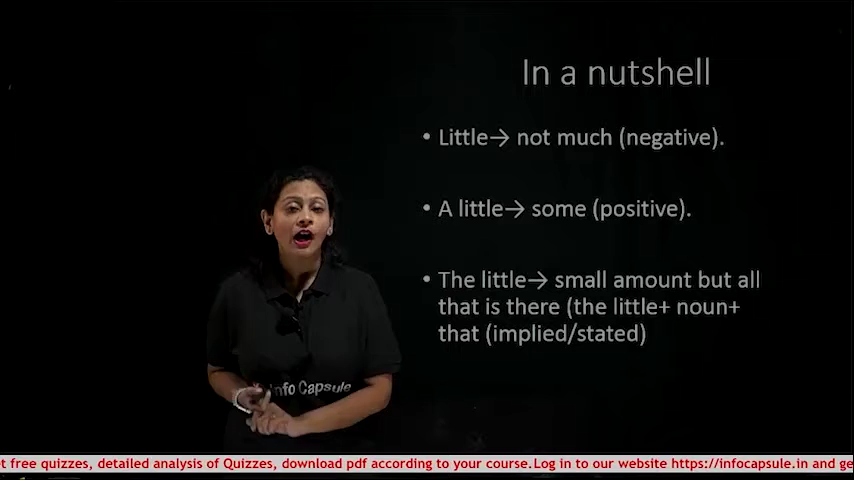 In a nutshell
• Little→ not much (negative).
• A little→ some (positive).
• The little→ small amount but all
that is there (the little+ noun+
that (implied/stated)
nfo Capsule
free quizzes, detailed analysis of Quizzes, download pdf according to your course.Log in to our website https://infocapsule.in and